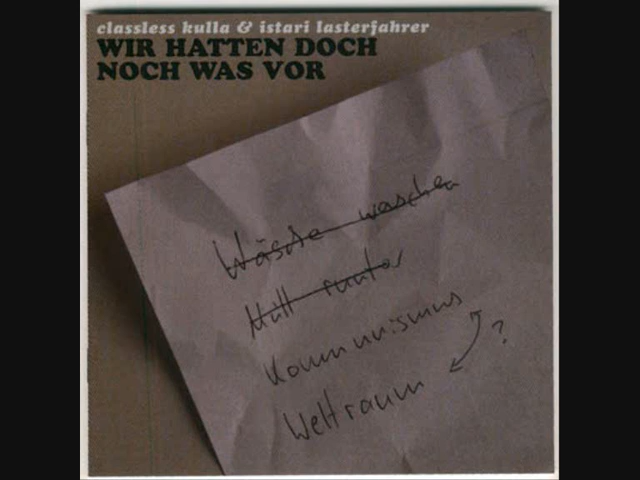 classless kulla & istari lasterfahrer
WIR HATTEN DOCH
NOCH WAS VOR
Wäsche waschen
Müll runter
Kommunismus
Weltraum ?